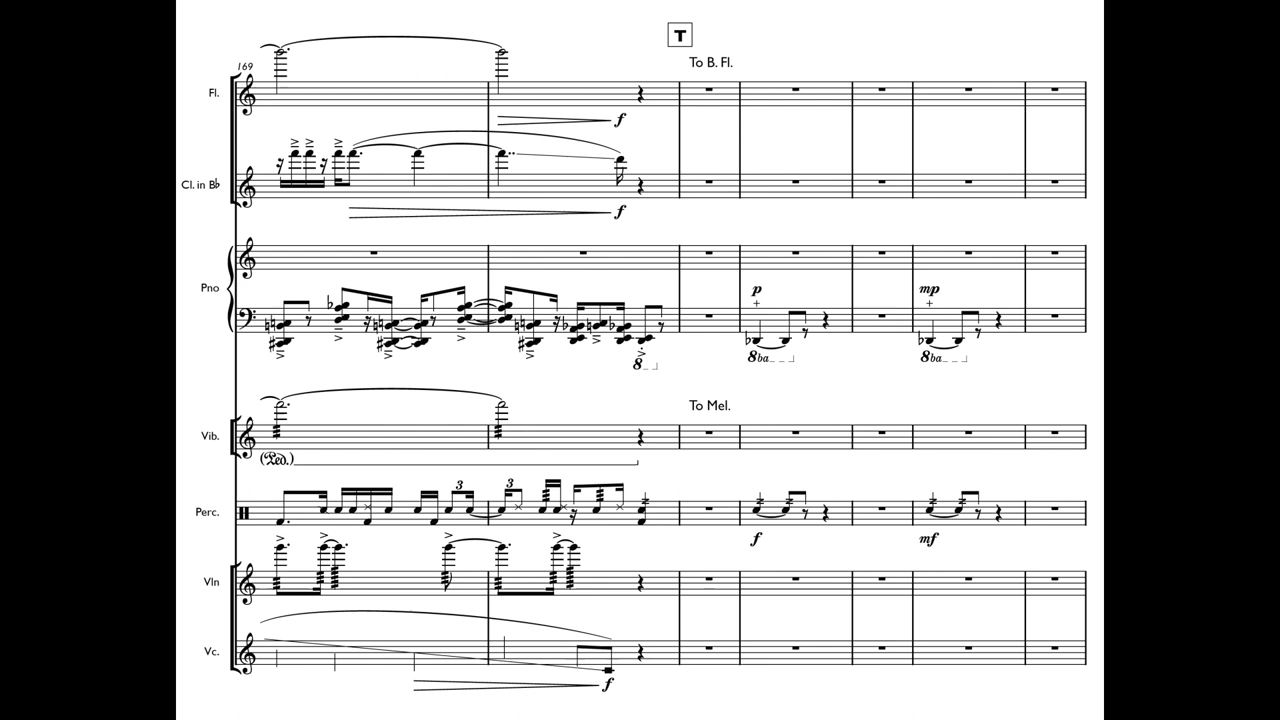 T
169
To B. Fl.
Fl.
f
Cl. in B♭
f
Pno
p
mp
8
8ba
8ba
To Mel.
Vib.
(Ped.)
3
3
Perc.
f
mf
Vln
Vc.
f